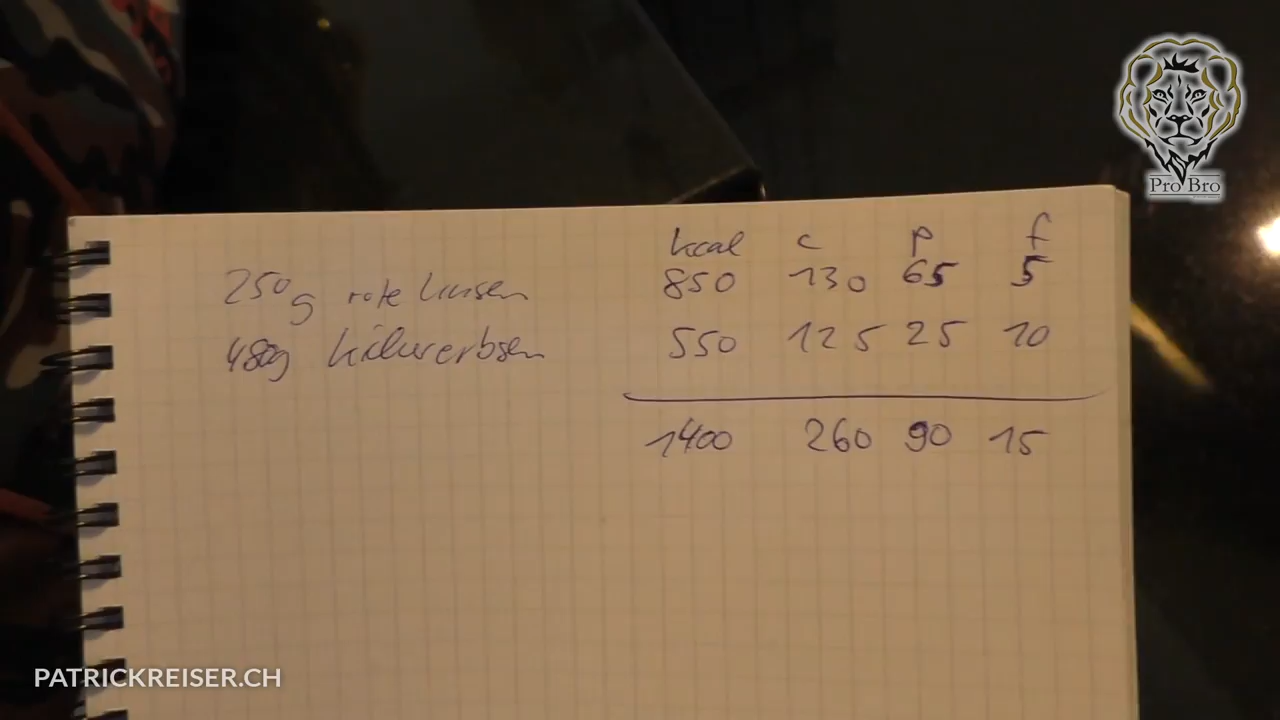 Pro Bro
kcal c p f
250g rote Linsen 850 130 65 5
480g Kichererbsen 550 125 25 10
1400 260 90 15
PATRICKREISER.CH